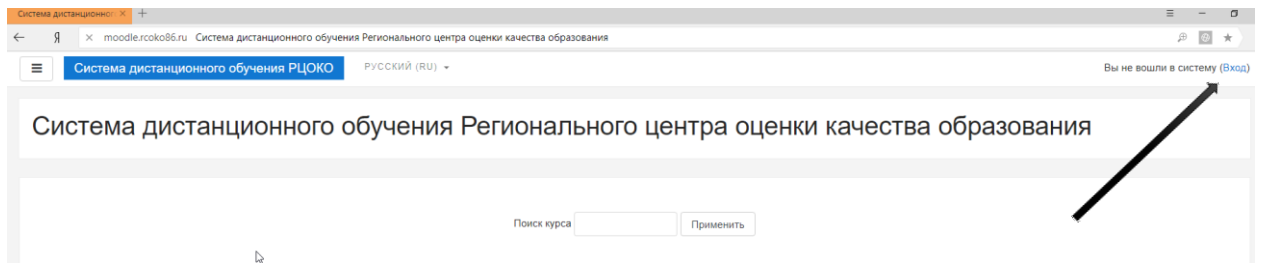 Система дистанционног
Я moodle.rcoko86.ru Система дистанционного обучения Регионального центра оценки качества образования
Система дистанционного обучения РЦОКО РУССКИЙ (RU) Вы не вошли в систему (Вход)
Система дистанционного обучения Регионального центра оценки качества образования
Поиск курса Применить